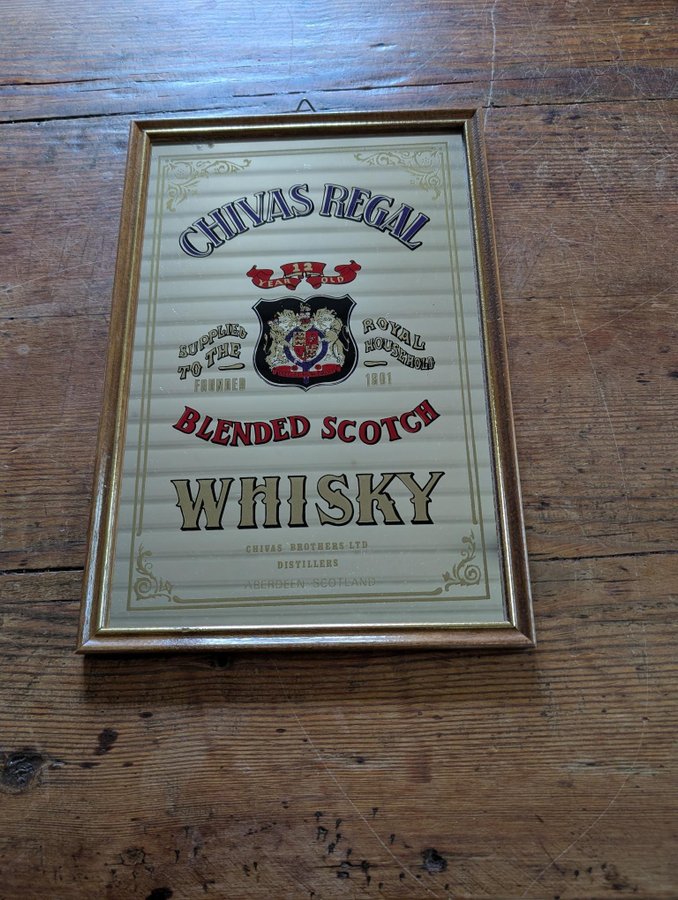 CHIVAS REGAL
12
YEAR OLD
SUPPLIED TO THE
ROYAL HOUSEHOLD
FOUNDED 1801
BLENDED SCOTCH
WHISKY
CHIVAS BROTHERS LTD
DISTILLERS
ABERDEEN SCOTLAND